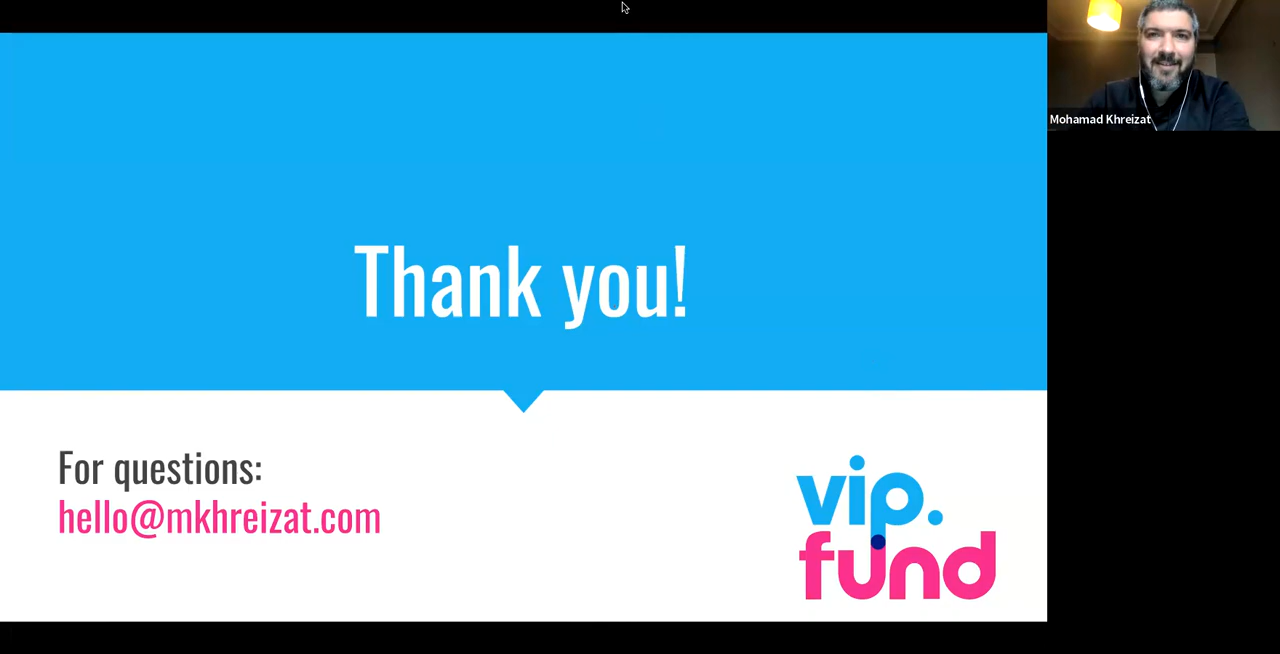 Mohamad Khreizat
Thank you!
For questions:
hello@mkhreizat.com
vip.
fund